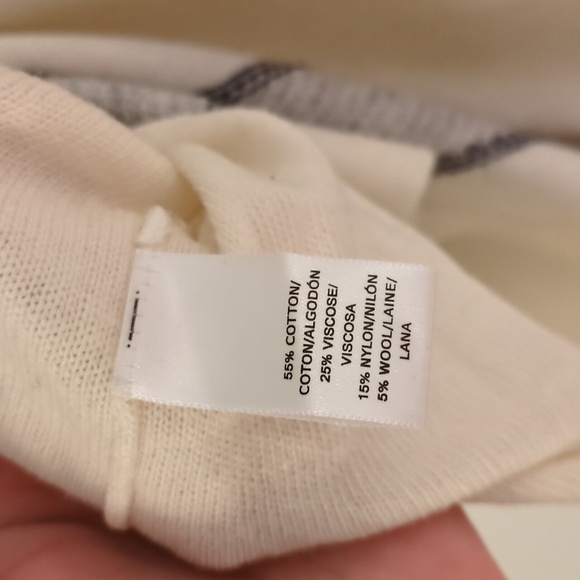 55% COTTON/
COTON/ALGODÓN
25% VISCOSE/
VISCOSA
15% NYLON/NILÓN
5% WOOL/LAINE/
LANA